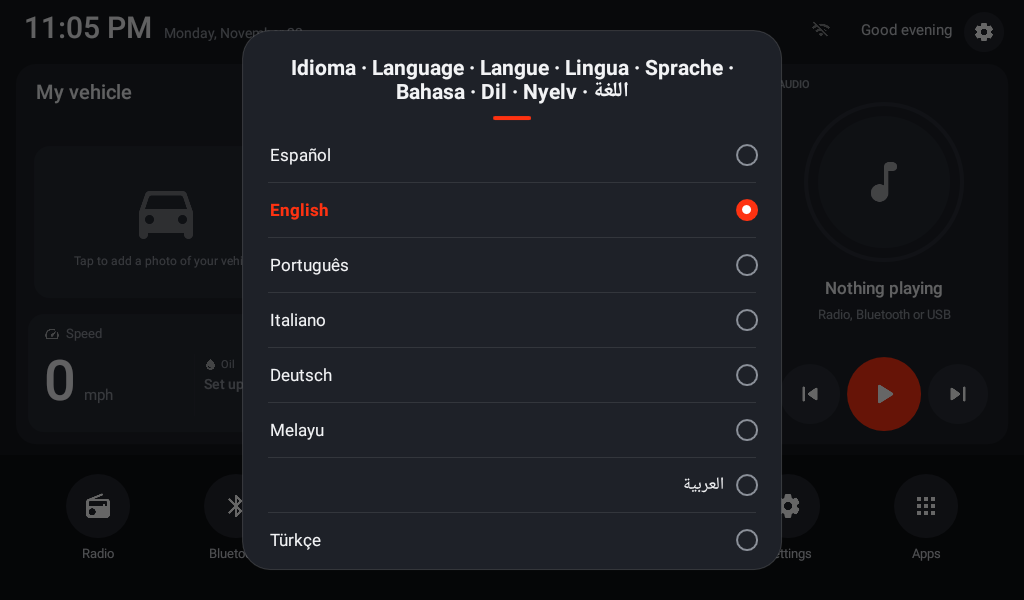 11:05 PM
Monday, November
Good evening
Idioma · Language · Langue · Lingua · Sprache ·
Bahasa · Dil · Nyelv · اللغة
My vehicle
AUDIO
Español
English
Português
Tap to add a photo of your vehi
Nothing playing
Radio, Bluetooth or USB
Italiano
Speed
Oil
0 mph
Set up
Deutsch
Melayu
العربية
Türkçe
Radio
Blueto
ettings
Apps